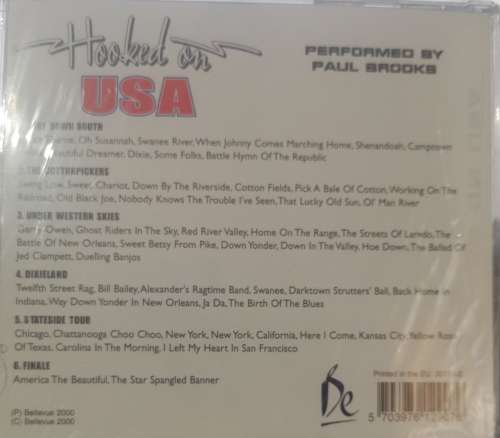 Hooked on
USA
PERFORMED BY
PAUL BROOKS
DOWN SOUTH
Oh Susannah, Swanee River, When Johnny Comes Marching Home, Shenandoah, Camptown
Beautiful Dreamer, Dixie, Some Folks, Battle Hymn Of The Republic
2. THE COTTONPICKERS
Swing Low, Sweet, Chariot, Down By The Riverside, Cotton Fields, Pick A Bale Of Cotton, Working On The
Railroad, Old Black Joe, Nobody Knows The Trouble I've Seen, That Lucky Old Sun, Ol' Man River
3. UNDER WESTERN SKIES
Garry Owen, Ghost Riders In The Sky, Red River Valley, Home On The Range, The Streets Of Laredo, The
Battle Of New Orleans, Sweet Betsy From Pike, Down Yonder, Down In The Valley, Hoe Down, The Ballad Of
Jed Clampett, Duelling Banjos
4. DIXIELAND
Twelfth Street Rag, Bill Bailey, Alexander's Ragtime Band, Swanee, Darktown Strutters' Ball, Back Home in
Indiana, Way Down Yonder In New Orleans, Ja Da, The Birth Of The Blues
5. STATESIDE TOUR
Chicago, Chattanooga Choo Choo, New York, New York, California, Here I Come, Kansas City, Yellow Rose
Of Texas, Carolina In The Morning, I Left My Heart In San Francisco
6. FINALE
America The Beautiful, The Star Spangled Banner
(P) Bellevue 2000
(C) Bellevue 2000
Be
Printed in the EU